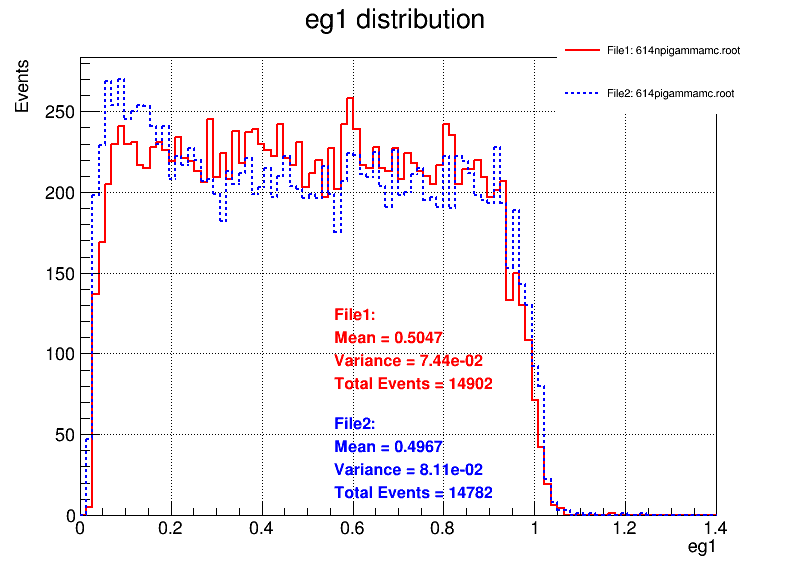 eg1 distribution
File1: 614npigammamc.root
File2: 614pigammamc.root
Events
250
200
150
100
50
0
File1:
Mean = 0.5047
Variance = 7.44e-02
Total Events = 14902
File2:
Mean = 0.4967
Variance = 8.11e-02
Total Events = 14782
0 0.2 0.4 0.6 0.8 1 1.2 1.4
eg1